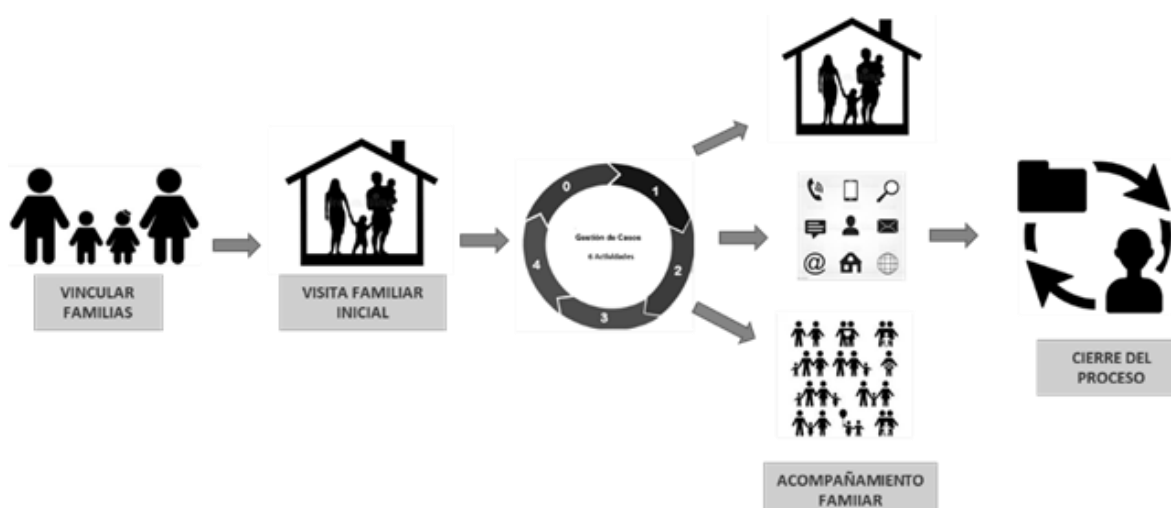 VINCULAR
FAMILIAS
VISITA FAMILIAR
INICIAL
0
1
2
3
4
Gestión de Casos
6 Actividades
@
ACOMPAÑAMIENTO
FAMIIAR
CIERRE DEL
PROCESO